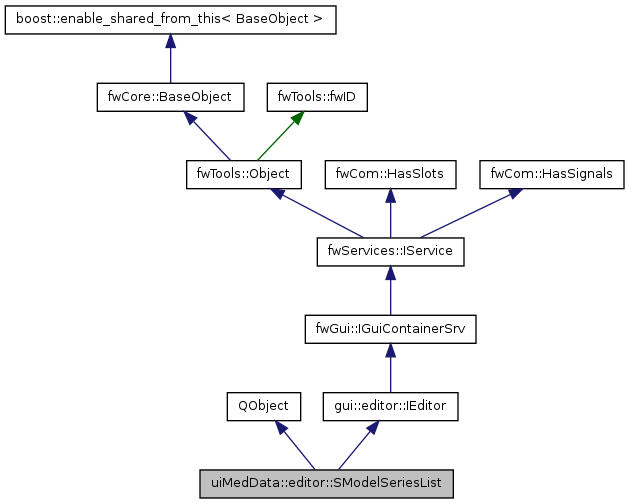 boost::enable_shared_from_this< BaseObject >
fwCore::BaseObject
fwTools::fwID
fwTools::Object
fwCom::HasSlots
fwCom::HasSignals
fwServices::IService
fwGui::IGuiContainerSrv
QObject
gui::editor::IEditor
uiMedData::editor::SModelSeriesList